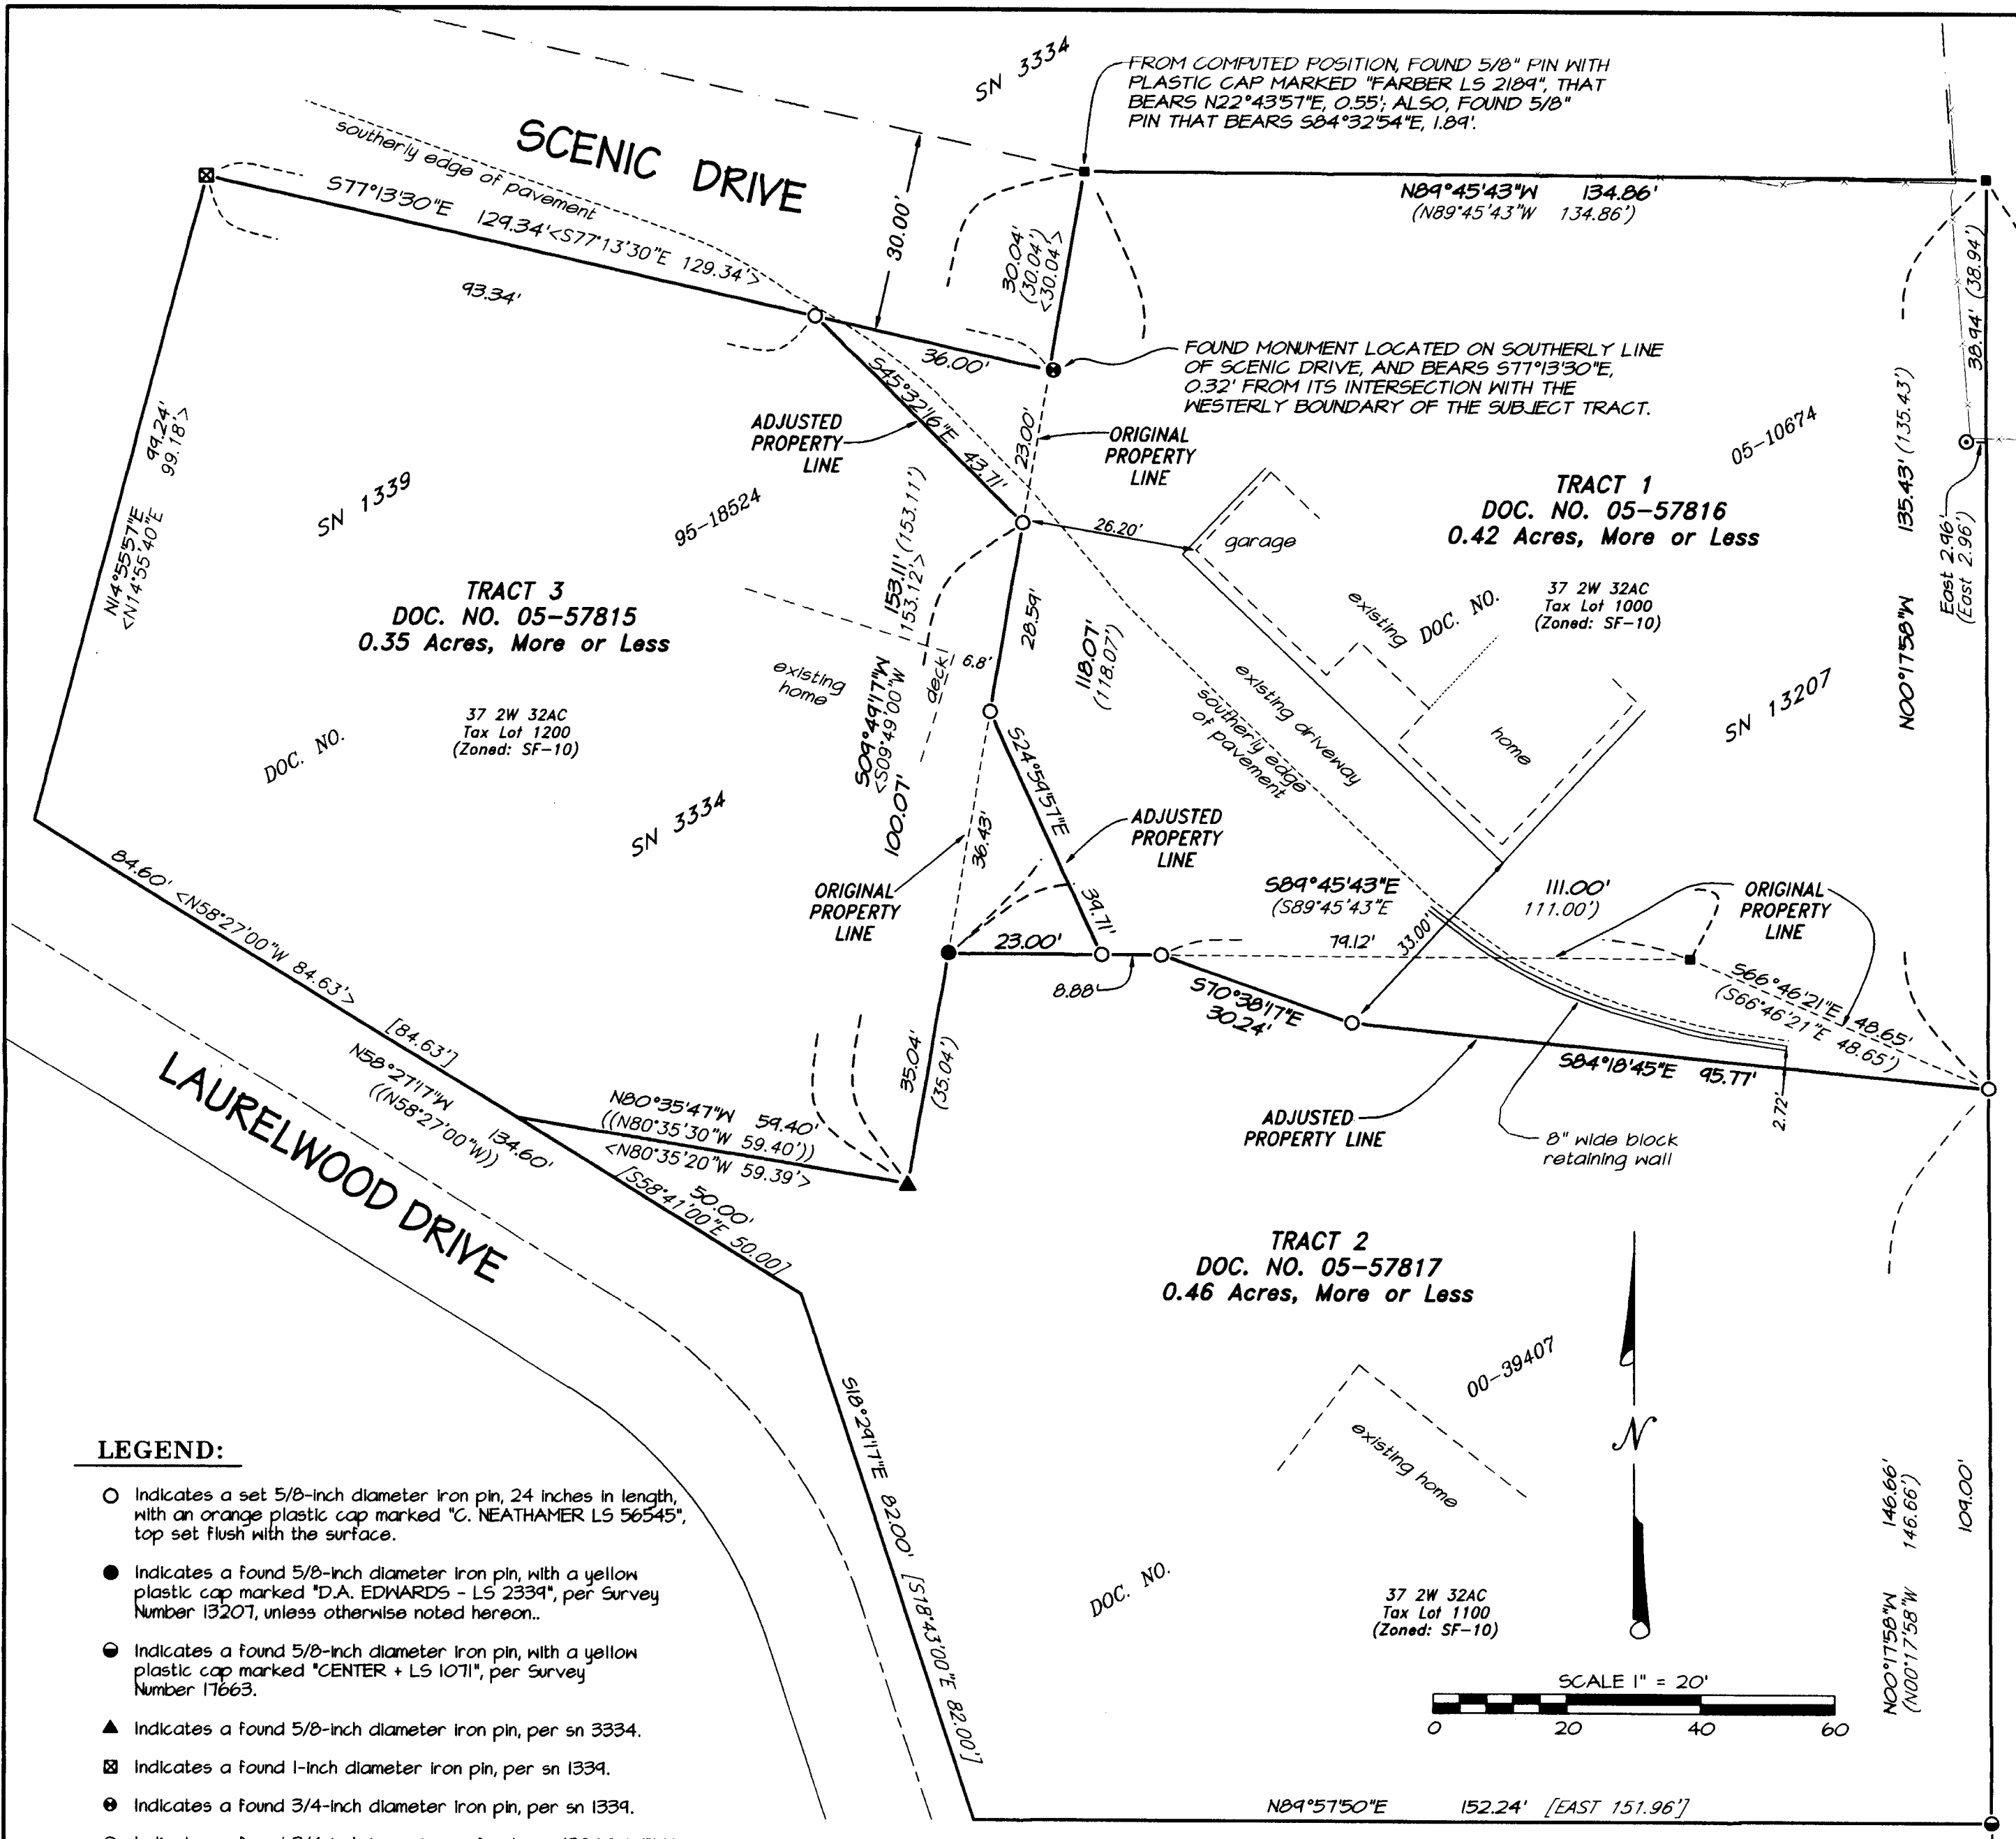 SN 3334
FROM COMPUTED POSITION, FOUND 5/8" PIN WITH
PLASTIC CAP MARKED "FARBER LS 2189", THAT
BEARS N22°43'57"E, 0.55'; ALSO, FOUND 5/8"
PIN THAT BEARS S84°32'54"E, 1.89'.
SCENIC DRIVE
southerly edge of pavement
S77°13'30"E 129.34' <S77°13'30"E 129.34'>
93.34'
36.00'
30.00'
30.04'
(30.04')
<30.04'>
N89°45'43"W 134.86'
(N89°45'43"W 134.86')
38.94' (38.94')
FOUND MONUMENT LOCATED ON SOUTHERLY LINE
OF SCENIC DRIVE, AND BEARS S77°13'30"E,
0.32' FROM ITS INTERSECTION WITH THE
WESTERLY BOUNDARY OF THE SUBJECT TRACT.
ADJUSTED
PROPERTY
LINE
S45°32'16"E 43.71'
23.00'
ORIGINAL
PROPERTY
LINE
05-10674
N00°17'58"W 135.43' (135.43')
East 2.96'
(East 2.96')
TRACT 1
DOC. NO. 05-57816
0.42 Acres, More or Less
37 2W 32AC
Tax Lot 1000
(Zoned: SF-10)
DOC. NO.
SN 13207
garage
26.20'
existing
home
existing driveway
southerly edge
of pavement
N14°55'57"E 99.24'
<N14°55'40"E 99.18'>
SN 1339
95-18524
TRACT 3
DOC. NO. 05-57815
0.35 Acres, More or Less
37 2W 32AC
Tax Lot 1200
(Zoned: SF-10)
DOC. NO.
SN 3334
existing
home
deck
6.8'
S09°49'17"W 153.11' (153.11')
<S09°49'00"W 153.12'>
100.07'
28.59'
118.07'
(118.07')
36.43'
S24°59'57"E
39.71'
ADJUSTED
PROPERTY
LINE
ORIGINAL
PROPERTY
LINE
23.00'
8.88'
S89°45'43"E 111.00'
(S89°45'43"E 111.00')
79.12'
33.00'
ORIGINAL
PROPERTY
LINE
S66°46'21"E 48.65'
(S66°46'21"E 48.65')
S70°38'17"E
30.24'
S84°18'45"E 95.77'
2.72'
ADJUSTED
PROPERTY LINE
8" wide block
retaining wall
35.04'
(35.04')
84.60' <N58°27'00"W 84.63'>
[84.63']
N58°27'17"W 134.60'
((N58°27'00"W))
N80°35'47"W 59.40'
((N80°35'30"W 59.40'))
<N80°35'20"W 59.39'>
50.00'
[S58°41'00"E 50.00]
LAURELWOOD DRIVE
S18°29'17"E 82.00' [S18°43'00"E 82.00']
TRACT 2
DOC. NO. 05-57817
0.46 Acres, More or Less
00-39407
existing home
DOC. NO.
37 2W 32AC
Tax Lot 1100
(Zoned: SF-10)
N
SCALE 1" = 20'
0 20 40 60
N00°17'58"W 146.66'
(N00°17'58"W 146.66')
109.00'
N89°57'50"E 152.24' [EAST 151.96']
LEGEND:
Indicates a set 5/8-inch diameter iron pin, 24 inches in length,
with an orange plastic cap marked "C. NEATHAMER LS 56545",
top set flush with the surface.
Indicates a found 5/8-inch diameter iron pin, with a yellow
plastic cap marked "D.A. EDWARDS - LS 2339", per Survey
Number 13207, unless otherwise noted hereon..
Indicates a found 5/8-inch diameter iron pin, with a yellow
plastic cap marked "CENTER + LS 1071", per Survey
Number 17663.
Indicates a found 5/8-inch diameter iron pin, per sn 3334.
Indicates a found 1-inch diameter iron pin, per sn 1339.
Indicates a found 3/4-inch diameter iron pin, per sn 1339.